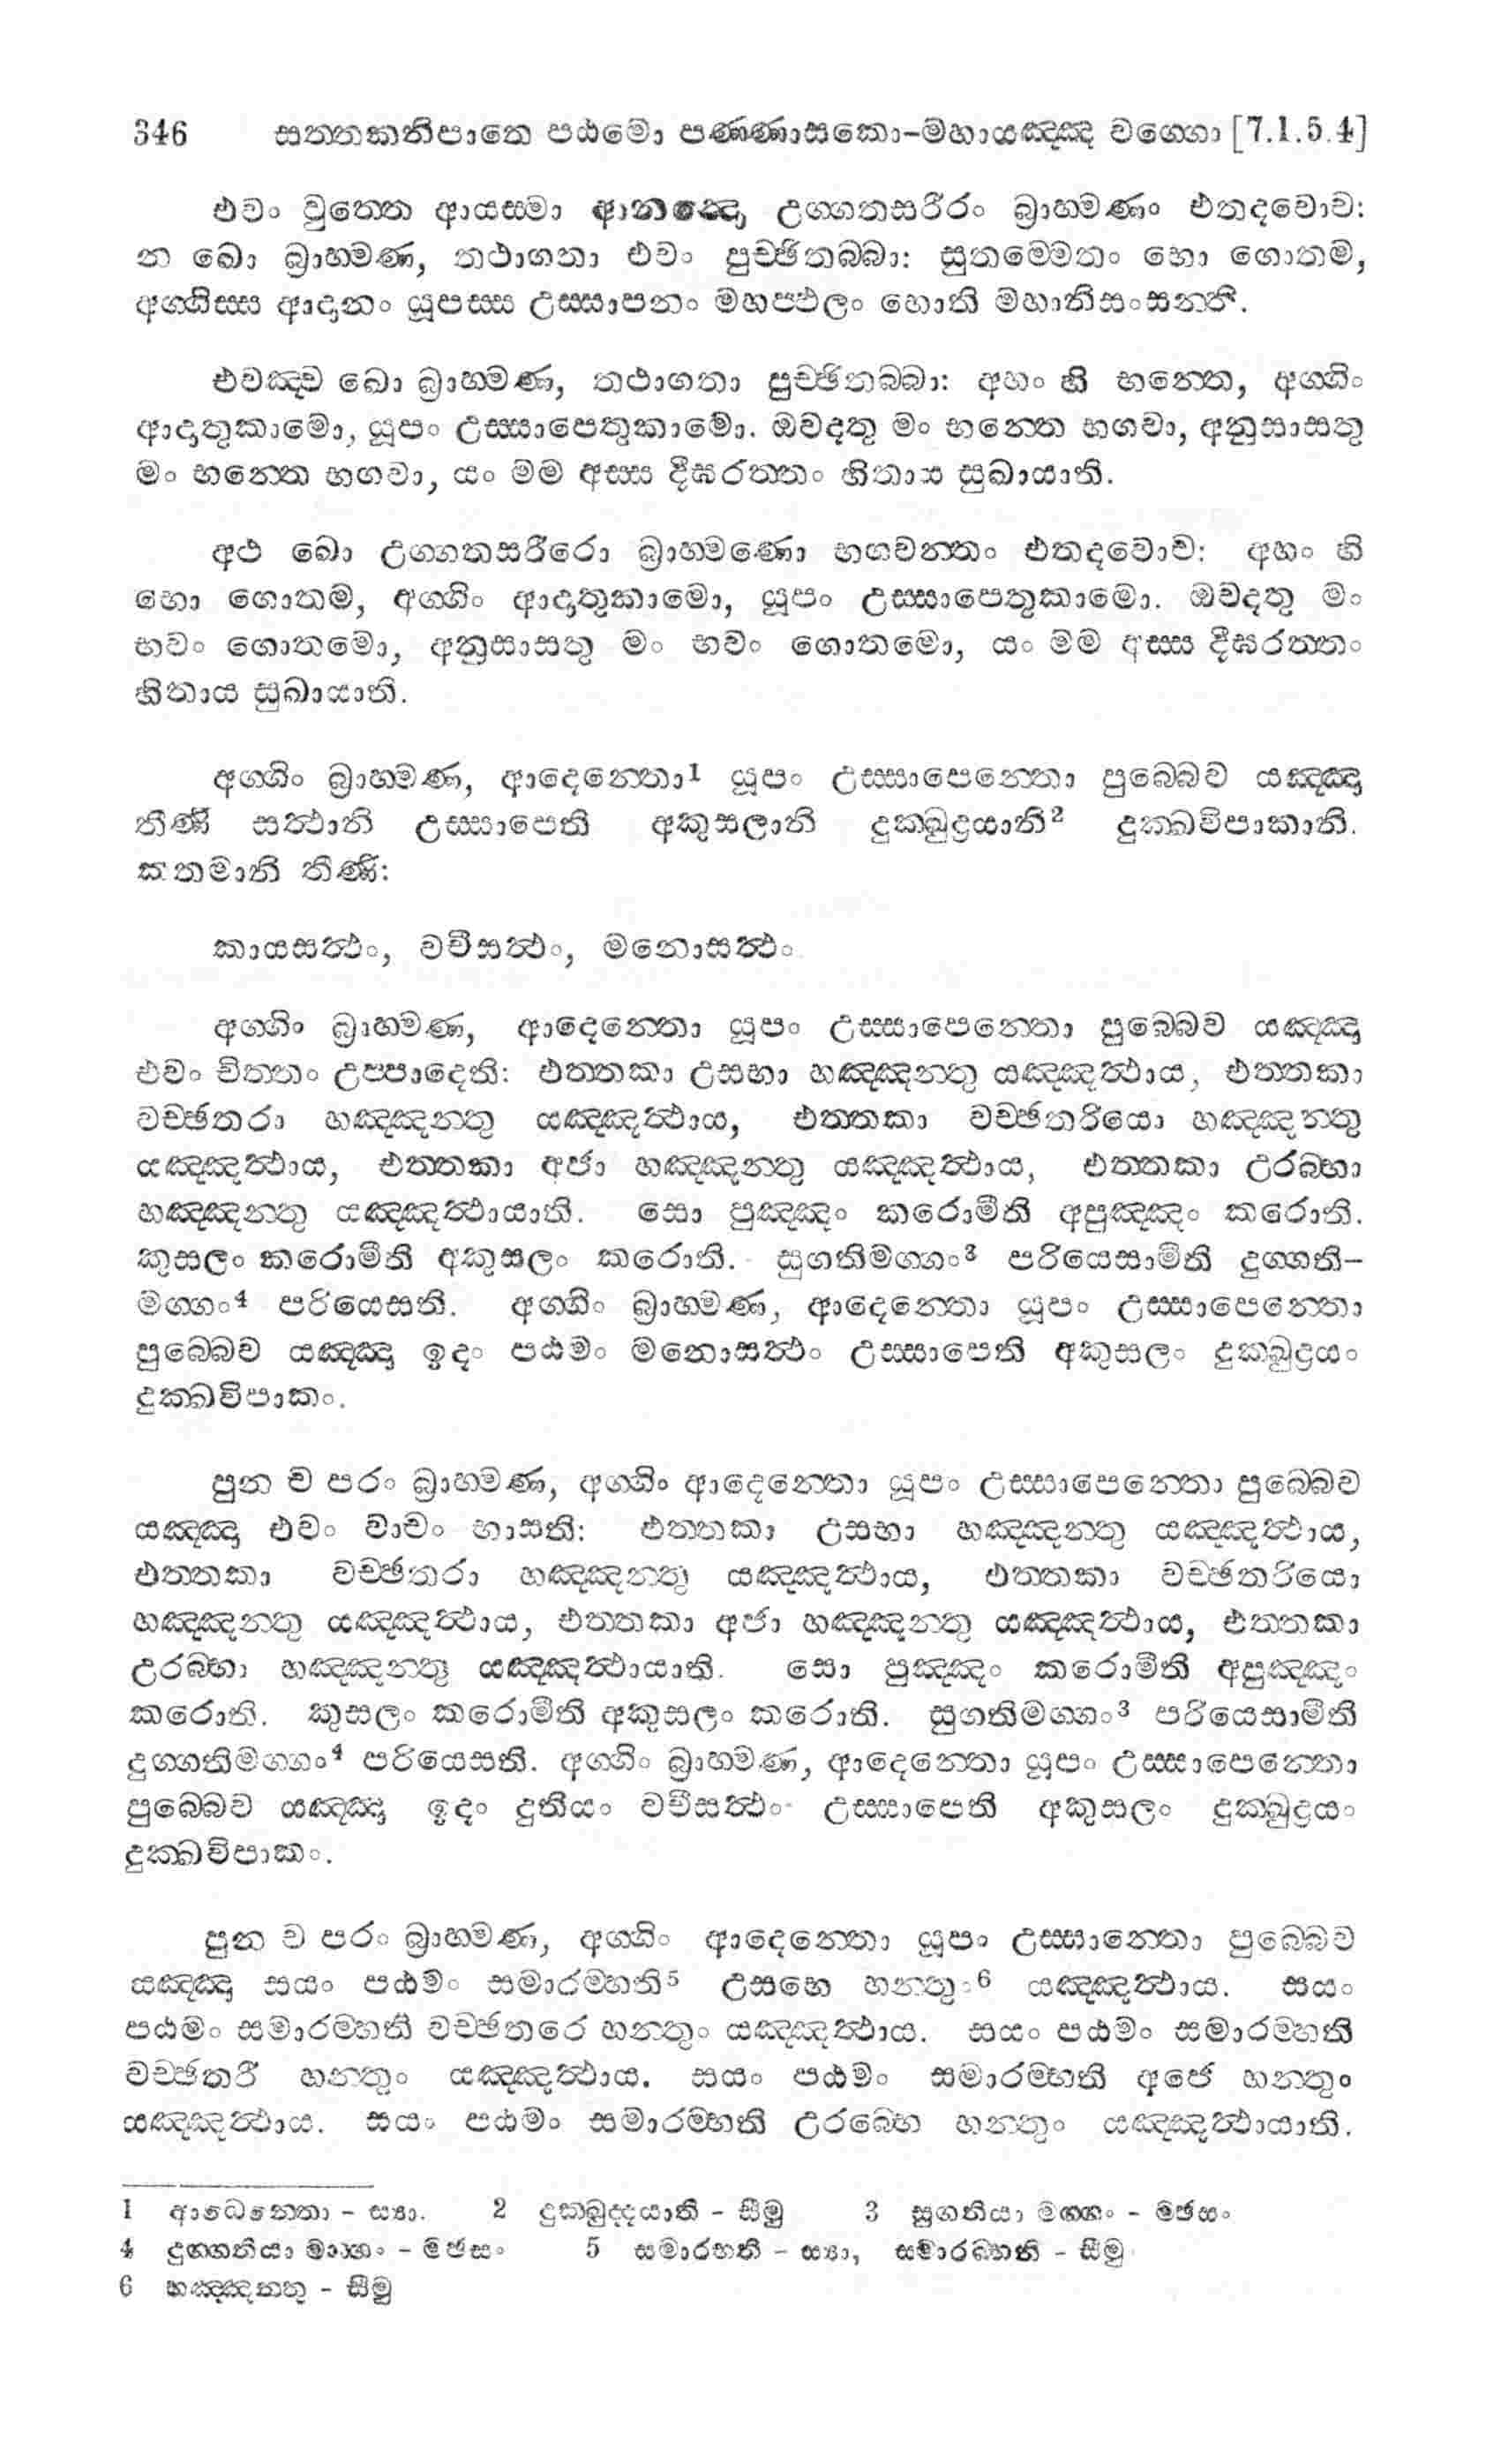 346 සත්තකනිපාතෙ පඨමො පණ්ණාසකො-මහායඤ්ඤ වග්ගො [7.1.5.4]
එවං වුත්තෙ ආයස්මා ආනන්දො උග්ගතසරීරං බ්‍රාහ්මණං එතදවොච:
න ඛො බ්‍රාහ්මණ, තථාගතා එවං පුච්ඡිතබ්බා: සුතම්මෙතං භො ගොතම,
අග්ගිස්ස ආදානං යූපස්ස උස්සාපනං මහප්ඵලං හොති මහානිසංසන්ති.
එවඤ්ච ඛො බ්‍රාහ්මණ, තථාගතා පුච්ඡිතබ්බා: අහං හි භන්තෙ, අග්ගිං
ආදාතුකාමො, යූපං උස්සාපෙතුකාමො. ඔවදතු මං භන්තෙ භගවා, අනුසාසතු
මං භන්තෙ භගවා, යං මම අස්ස දීඝරත්තං හිතාය සුඛායාති.
අථ ඛො උග්ගතසරීරො බ්‍රාහ්මණො භගවන්තං එතදවොච: අහං හි
භො ගොතම, අග්ගිං ආදාතුකාමො, යූපං උස්සාපෙතුකාමො. ඔවදතු මං
භවං ගොතමො, අනුසාසතු මං භවං ගොතමො, යං මම අස්ස දීඝරත්තං
හිතාය සුඛායාති.
අග්ගිං බ්‍රාහ්මණ, ආදෙන්තො1 යූපං උස්සාපෙන්තො පුබ්බෙව යඤ්ඤා
තීණි සත්ථානි උස්සාපෙති අකුසලානි දුක්ඛුද්‍රයානි2 දුක්ඛවිපාකානි.
කතමානි තීණි:
කායසත්ථං, වචීසත්ථං, මනොසත්ථං
අග්ගිං බ්‍රාහ්මණ, ආදෙන්තො යූපං උස්සාපෙන්තො පුබ්බෙව යඤ්ඤා
එවං චිත්තං උප්පාදෙති: එත්තකා උසභා හඤ්ඤන්තු යඤ්ඤත්ථාය, එත්තකා
වච්ඡතරා හඤ්ඤන්තු යඤ්ඤත්ථාය, එත්තකා වච්ඡතරියො හඤ්ඤන්තු
යඤ්ඤත්ථාය, එත්තකා අජා හඤ්ඤන්තු යඤ්ඤත්ථාය, එත්තකා උරබ්භා
හඤ්ඤන්තු යඤ්ඤත්ථායාති. සො පුඤ්ඤං කරොමීති අපුඤ්ඤං කරොති.
කුසලං කරොමීති අකුසලං කරොති. සුගතිමග්ගං3 පරියෙසාමීති දුග්ගති-
මග්ගං4 පරියෙසති. අග්ගිං බ්‍රාහ්මණ, ආදෙන්තො යූපං උස්සාපෙන්තො
පුබ්බෙව යඤ්ඤා ඉදං පඨමං මනොසත්ථං උස්සාපෙති අකුසලං දුක්ඛුද්‍රයං
දුක්ඛවිපාකං.
පුන ච පරං බ්‍රාහ්මණ, අග්ගිං ආදෙන්තො යූපං උස්සාපෙන්තො පුබ්බෙව
යඤ්ඤා එවං වාචං භාසති: එත්තකා උසභා හඤ්ඤන්තු යඤ්ඤත්ථාය,
එත්තකා වච්ඡතරා හඤ්ඤන්තු යඤ්ඤත්ථාය, එත්තකා වච්ඡතරියො
හඤ්ඤන්තු යඤ්ඤත්ථාය, එත්තකා අජා හඤ්ඤන්තු යඤ්ඤත්ථාය, එත්තකා
උරබ්භා හඤ්ඤන්තු යඤ්ඤත්ථායාති. සො පුඤ්ඤං කරොමීති අපුඤ්ඤං
කරොති. කුසලං කරොමීති අකුසලං කරොති. සුගතිමග්ගං3 පරියෙසාමීති
දුග්ගතිමග්ගං4 පරියෙසති. අග්ගිං බ්‍රාහ්මණ, ආදෙන්තො යූපං උස්සාපෙන්තො
පුබ්බෙව යඤ්ඤා ඉදං දුතියං වචීසත්ථං උස්සාපෙති අකුසලං දුක්ඛුද්‍රයං
දුක්ඛවිපාකං.
පුන ච පරං බ්‍රාහ්මණ, අග්ගිං ආදෙන්තො යූපං උස්සාන්තො පුබ්බෙව
යඤ්ඤා සයං පඨමං සමාරම්භති5 උසභෙ හන්තුං6 යඤ්ඤත්ථාය. සයං
පඨමං සමාරම්භති වච්ඡතරෙ හන්තුං යඤ්ඤත්ථාය. සයං පඨමං සමාරම්භති
වච්ඡතරී හන්තුං යඤ්ඤත්ථාය. සයං පඨමං සමාරම්භති අජෙ හන්තුං
යඤ්ඤත්ථාය. සයං පඨමං සමාරම්භති උරබ්භෙ හන්තුං යඤ්ඤත්ථායාති.
1 ආධෙන්තො - ස්‍යා. 2 දුක්ඛුද්දයානි - සීමු 3 සුගතියා මග්ගං - මජසං
4 දුග්ගතියා මග්ගං - මජසං 5 සමාරභති - ස්‍යා, සමාරබ්භති - සීමු
6 හඤ්ඤන්තු - සීමු